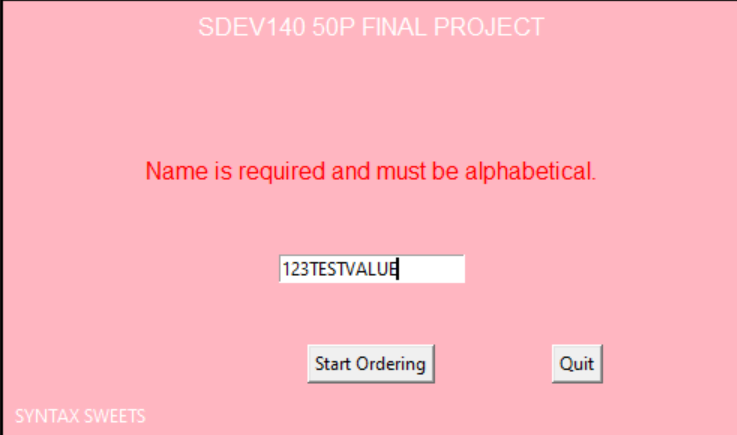 SDEV140 50P FINAL PROJECT
Name is required and must be alphabetical.
123TESTVALUE
Start Ordering
Quit
SYNTAX SWEETS